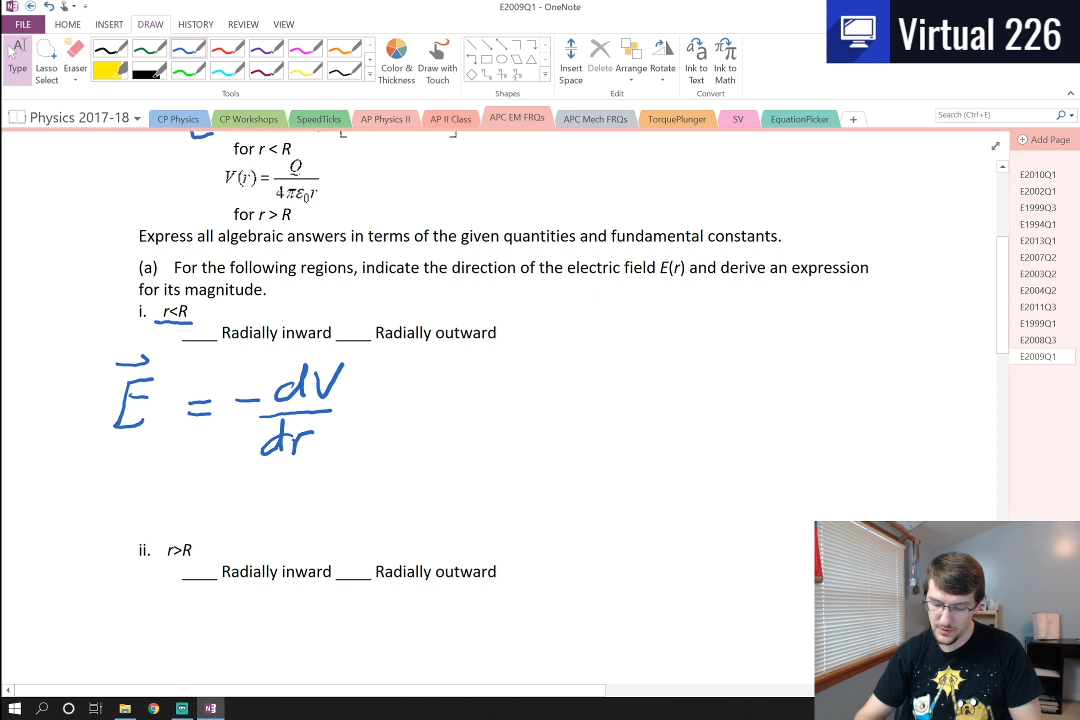 E2009Q1 - OneNote
FILE HOME INSERT DRAW HISTORY REVIEW VIEW
Virtual 226
Type
Lasso Select
Eraser
Color & Thickness
Draw with Touch
Insert Space
Delete
Arrange
Rotate
Ink to Text
Ink to Math
Tools
Shapes
Edit
Convert
Physics 2017-18
CP Physics
CP Workshops
SpeedTicks
AP Physics II
AP II Class
APC EM FRQs
APC Mech FRQs
TorquePlunger
SV
EquationPicker
Search (Ctrl+E)
Add Page
E2010Q1
E2002Q1
E1999Q3
E1994Q1
E2013Q1
E2007Q2
E2003Q2
E2004Q2
E2011Q3
E1999Q1
E2008Q3
E2009Q1
for r < R
V(r) = Q / 4πε₀r
for r > R
Express all algebraic answers in terms of the given quantities and fundamental constants.
(a) For the following regions, indicate the direction of the electric field E(r) and derive an expression
for its magnitude.
i. r<R
____ Radially inward ____ Radially outward
E⃗ = - dV / dr
ii. r>R
____ Radially inward ____ Radially outward